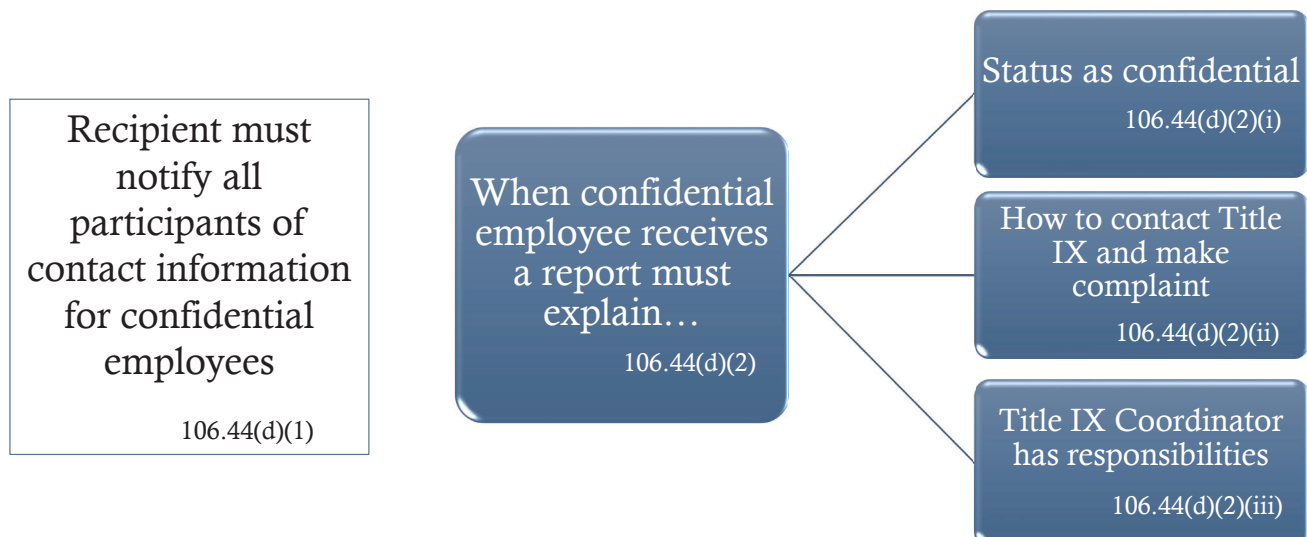 Recipient must
notify all
participants of
contact information
for confidential
employees
106.44(d)(1)
When confidential
employee receives
a report must
explain…
106.44(d)(2)
Status as confidential
106.44(d)(2)(i)
How to contact Title
IX and make
complaint
106.44(d)(2)(ii)
Title IX Coordinator
has responsibilities
106.44(d)(2)(iii)